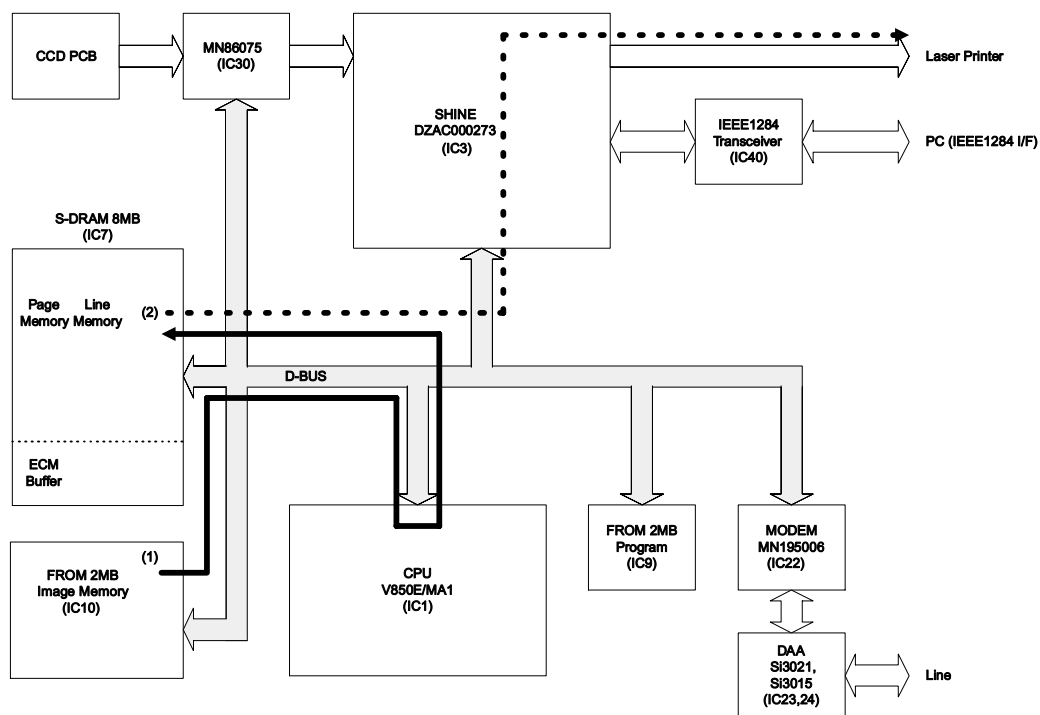 CCD PCB
MN86075
(IC30)
SHINE
DZAC000273
(IC3)
Laser Printer
IEEE1284
Transceiver
(IC40)
PC (IEEE1284 I/F)
S-DRAM 8MB
(IC7)
Page Line
Memory Memory
(2)
D-BUS
ECM
Buffer
(1)
FROM 2MB
Image Memory
(IC10)
CPU
V850E/MA1
(IC1)
FROM 2MB
Program
(IC9)
MODEM
MN195006
(IC22)
DAA
Si3021,
Si3015
(IC23,24)
Line